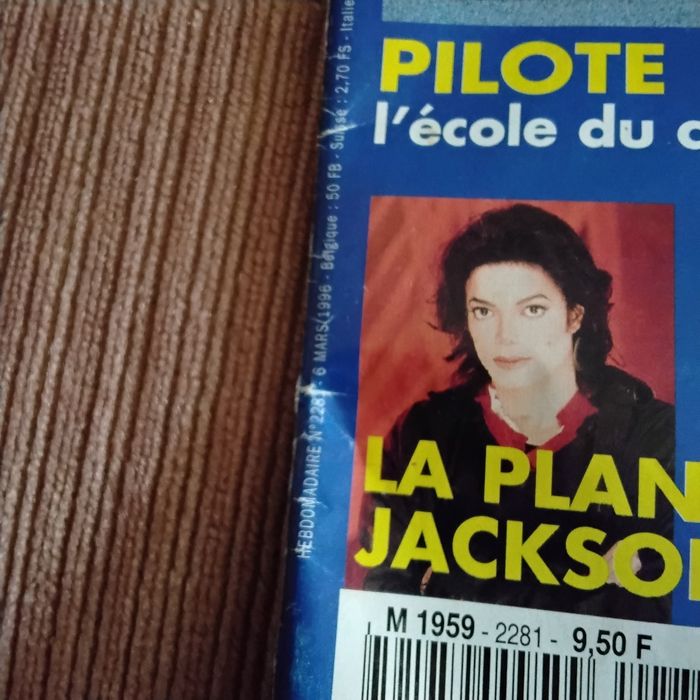 PILOTE
l'école du c
HEBDOMADAIRE N°2281 - 6 MARS 1996 - Belgique : 50 FB - Suisse : 2,70 FS - Italie
LA PLAN
JACKSON
M 1959 - 2281 - 9,50 F